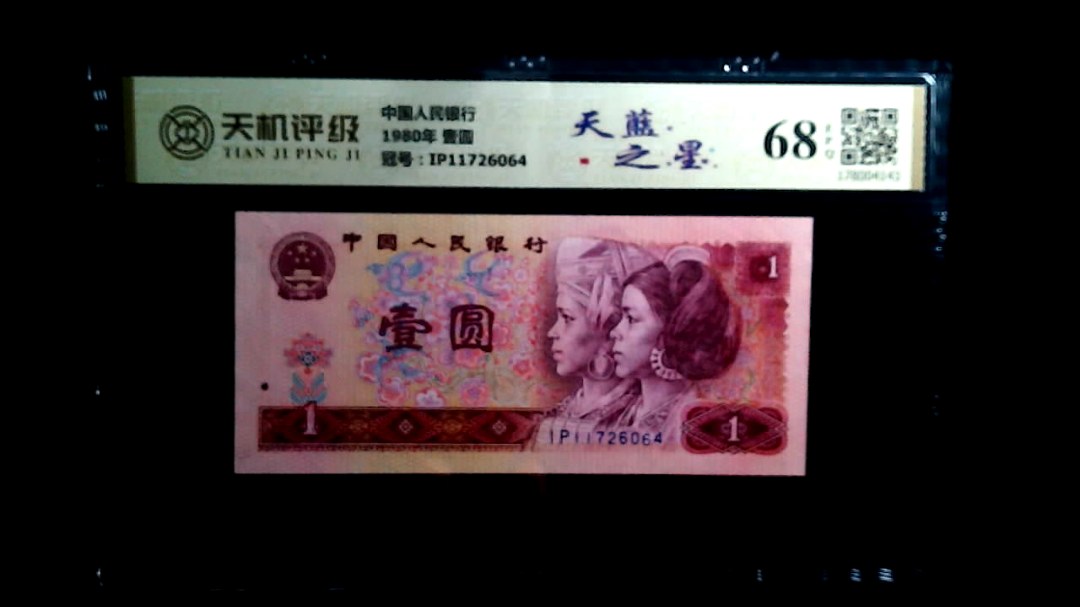 天机评级
TIAN JI PING JI
中国人民银行
1980年 壹圆
冠号：IP11726064
天蓝
之墨
68
中国人民银行
1
壹圆
1
IP11726064
1